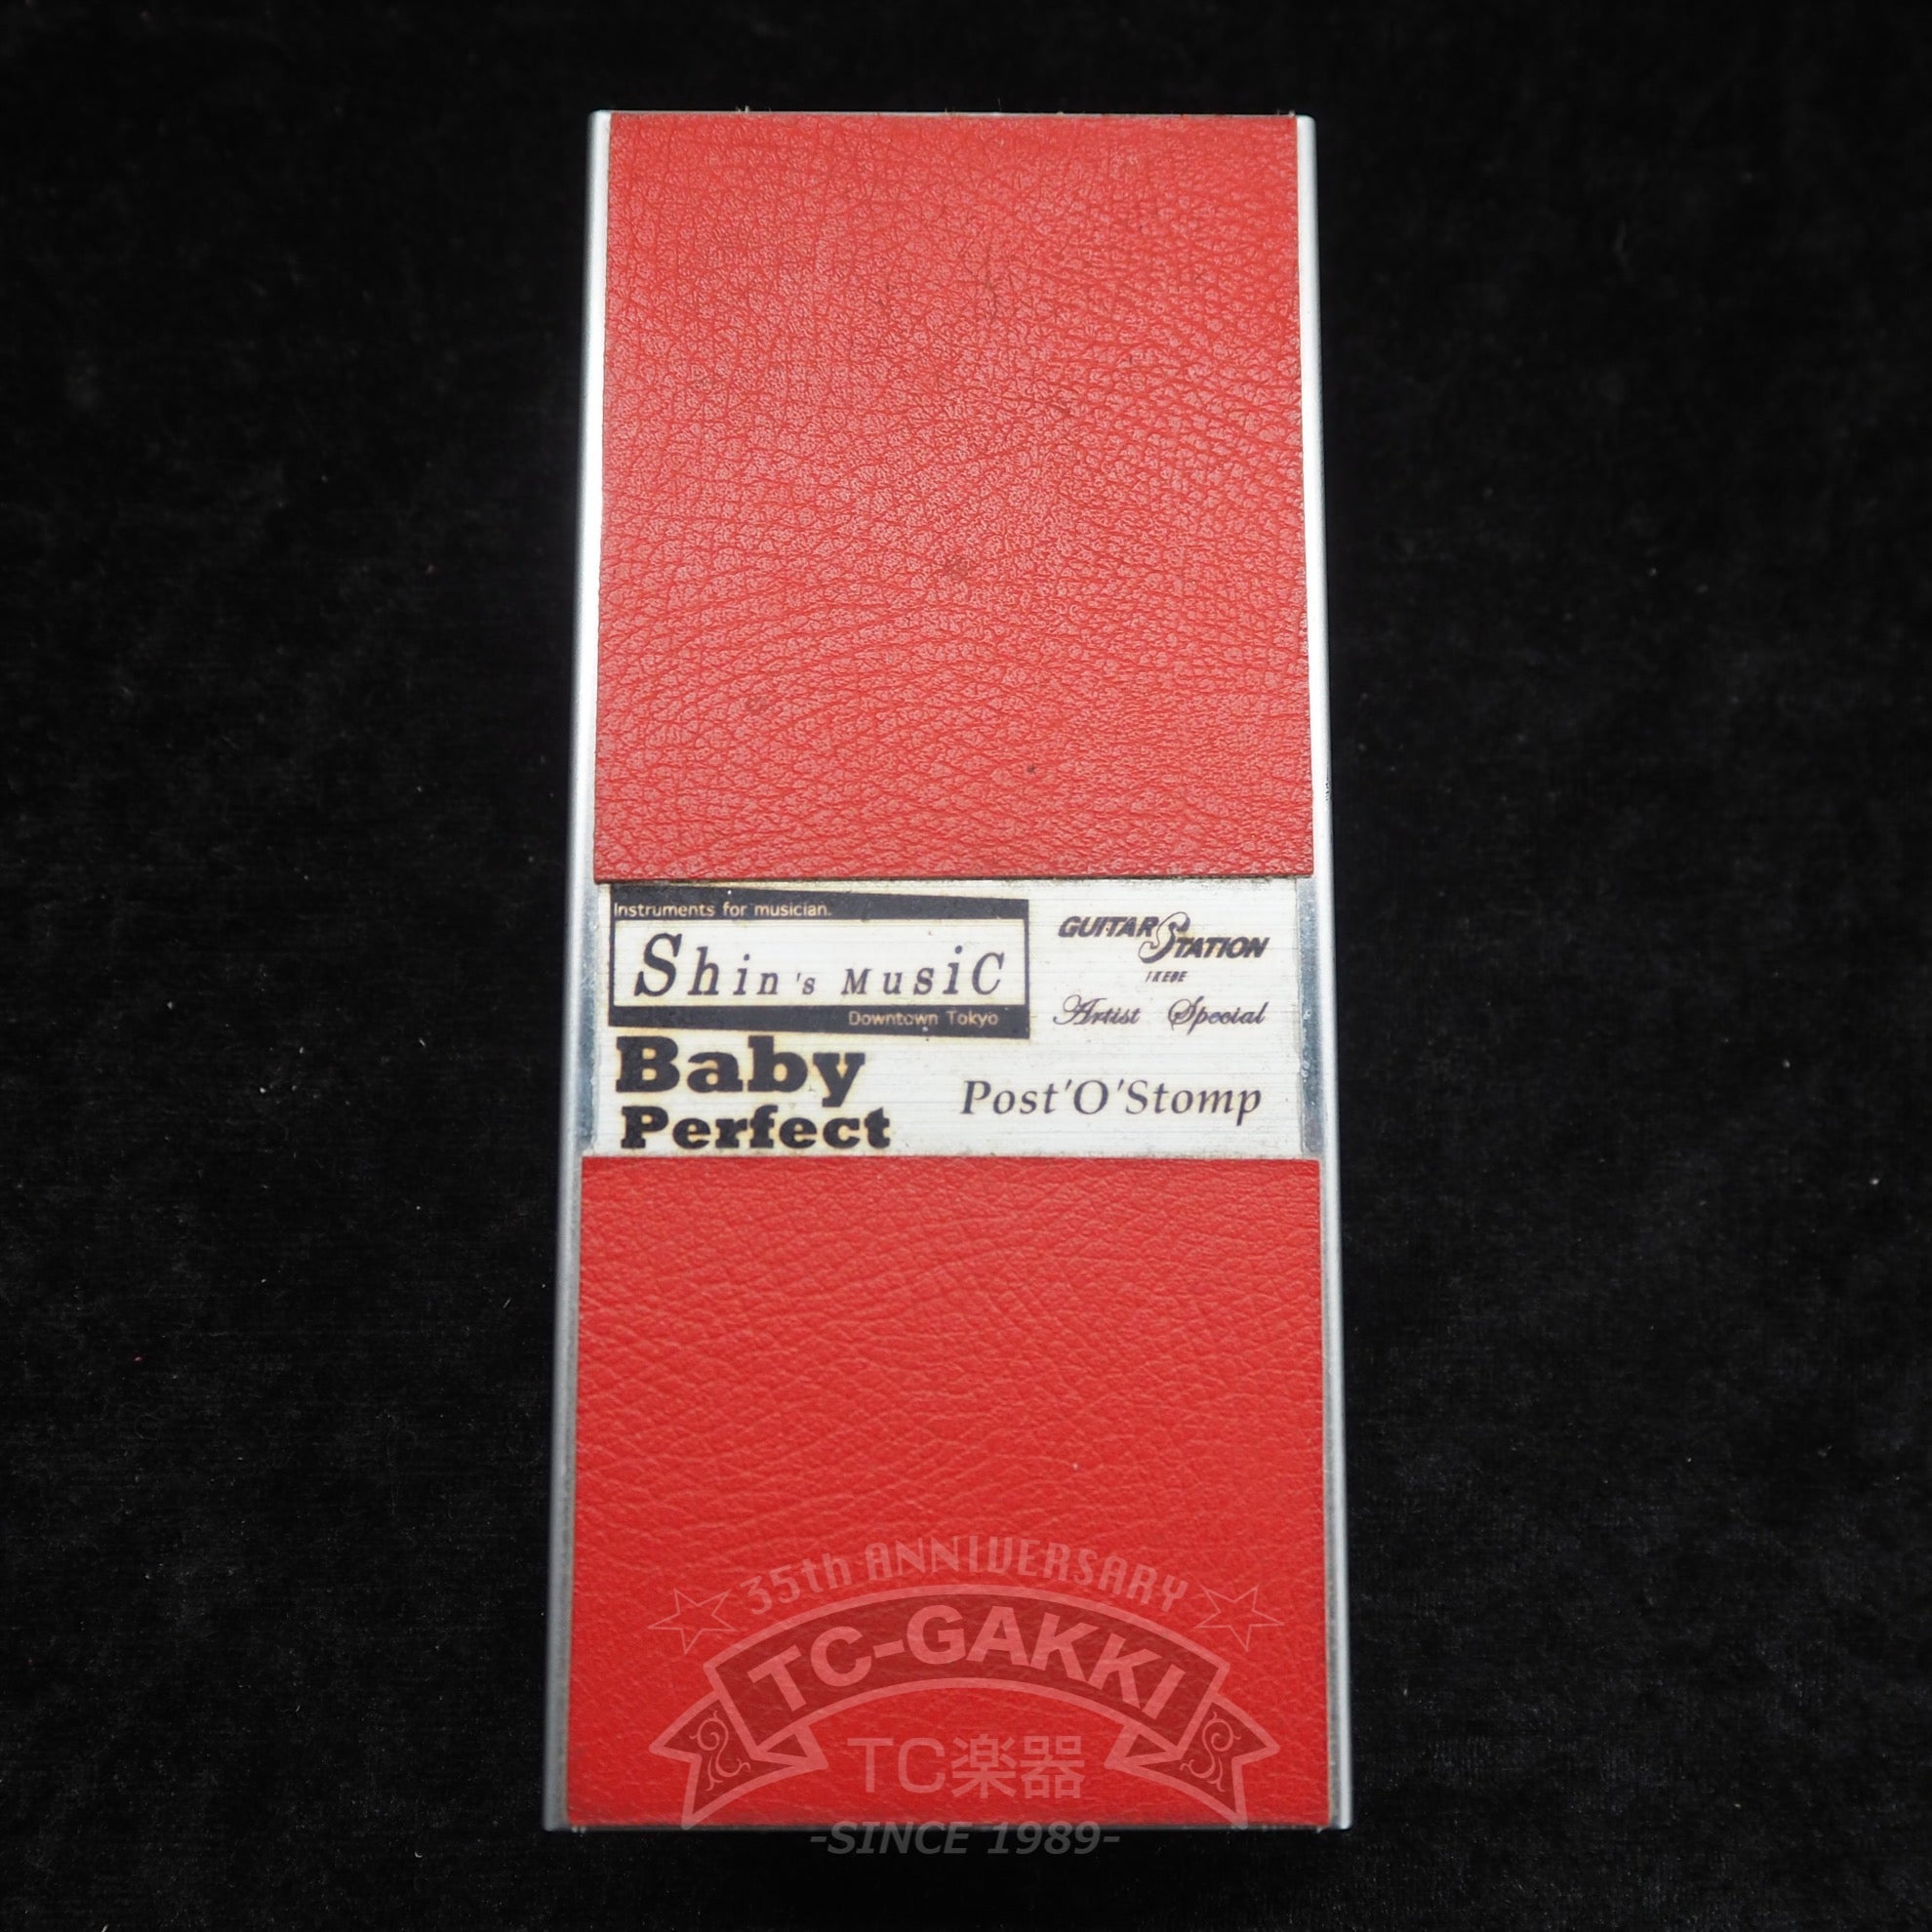 Instruments for musician.
Shin's Music
Downtown Tokyo
GUITAR STATION
IKEBE
Artist Special
Baby
Perfect
Post'O'Stomp
35th ANNIVERSARY
TC-GAKKI
TC楽器
-SINCE 1989-